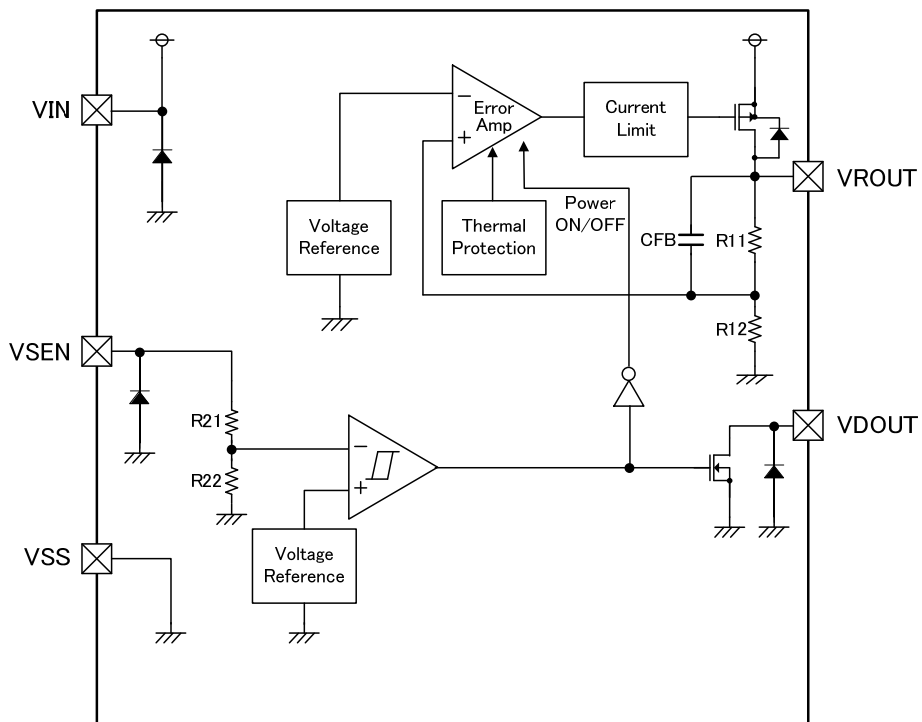 VIN
−
Error
Amp
+
Current
Limit
VROUT
Voltage
Reference
Thermal
Protection
Power
ON/OFF
CFB
R11
R12
VSEN
R21
R22
−
+
VDOUT
Voltage
Reference
VSS